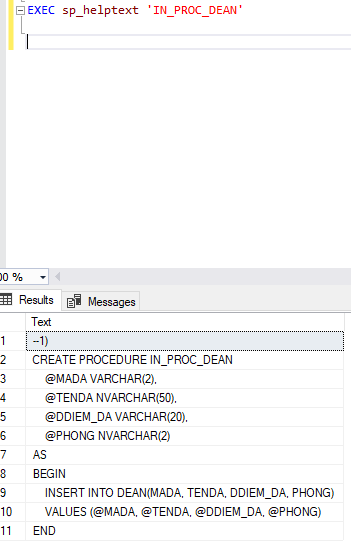 EXEC sp_helptext 'IN_PROC_DEAN'
00 %
Results Messages
Text
1 --1)
2 CREATE PROCEDURE IN_PROC_DEAN
3 @MADA VARCHAR(2),
4 @TENDA NVARCHAR(50),
5 @DDIEM_DA VARCHAR(20),
6 @PHONG NVARCHAR(2)
7 AS
8 BEGIN
9 INSERT INTO DEAN(MADA, TENDA, DDIEM_DA, PHONG)
10 VALUES (@MADA, @TENDA, @DDIEM_DA, @PHONG)
11 END